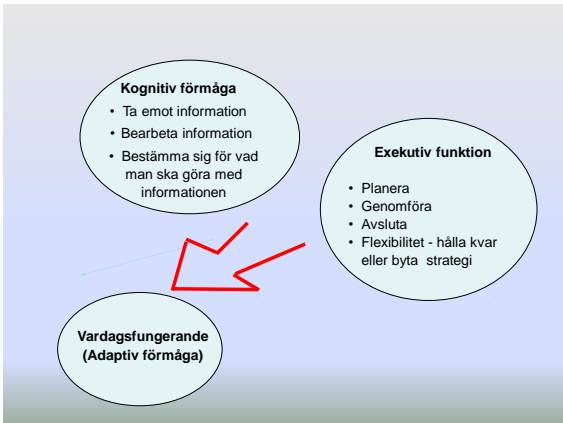 Kognitiv förmåga
• Ta emot information
• Bearbeta information
• Bestämma sig för vad
man ska göra med
informationen
Exekutiv funktion
• Planera
• Genomföra
• Avsluta
• Flexibilitet - hålla kvar
eller byta strategi
Vardagsfungerande
(Adaptiv förmåga)